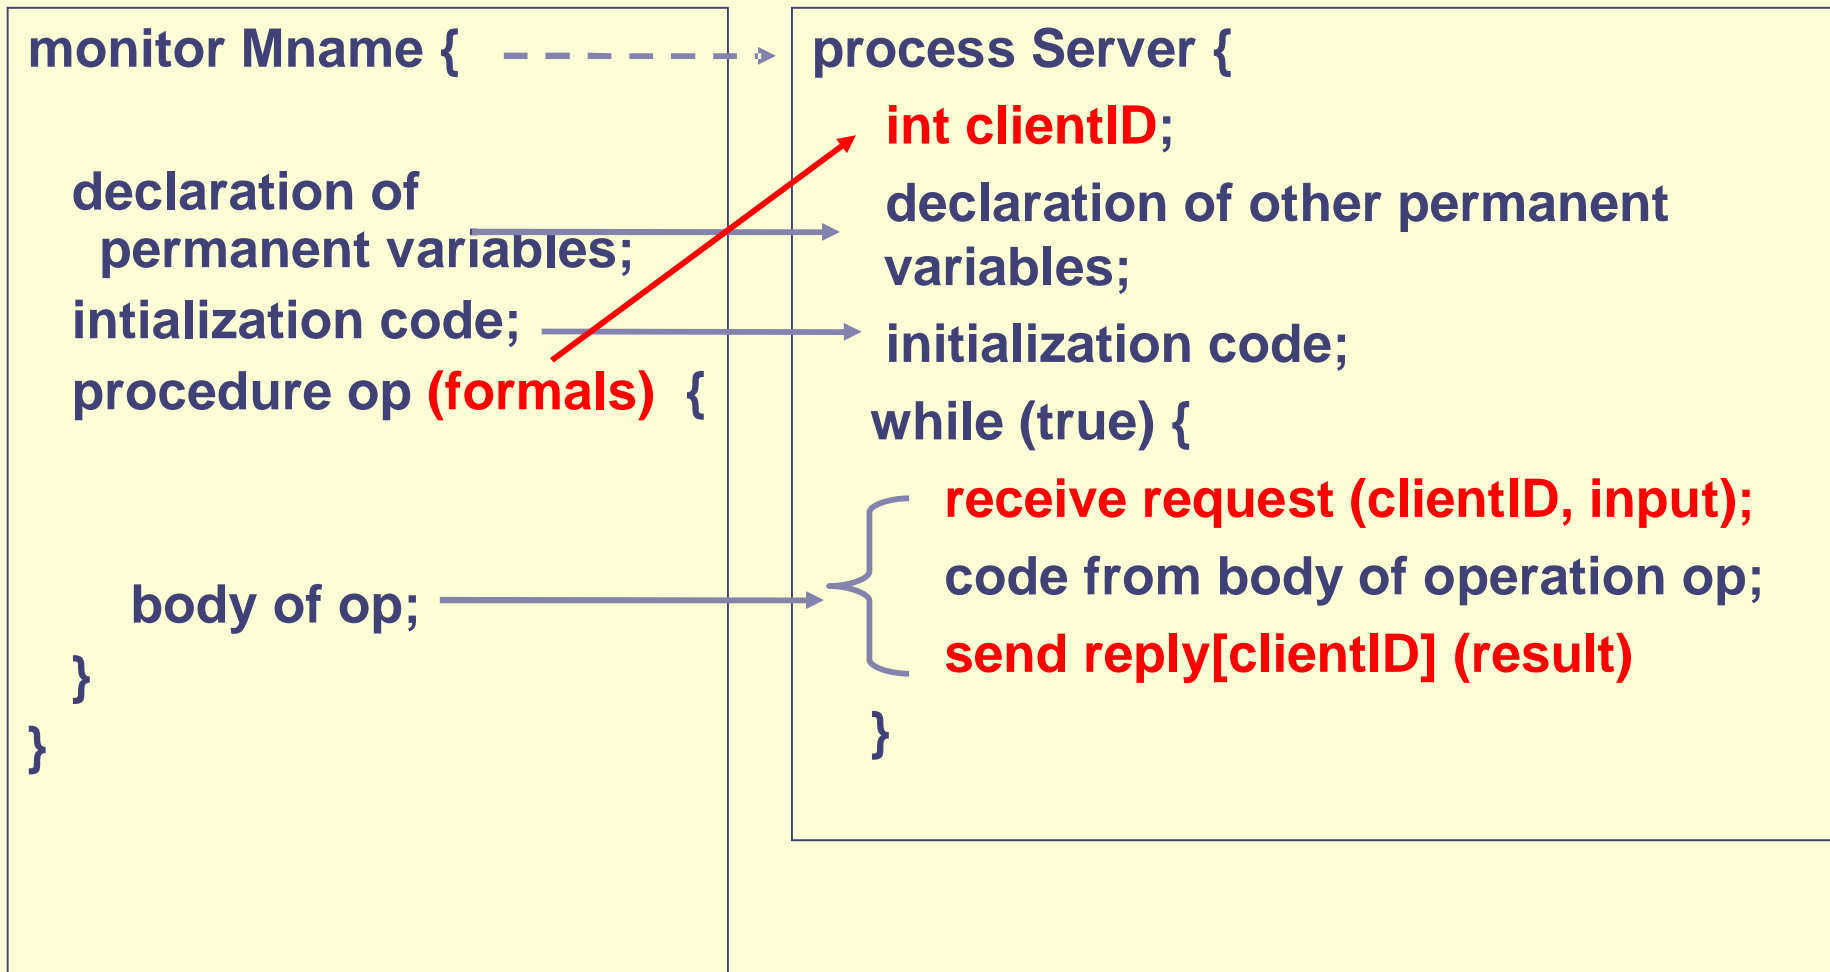 monitor Mname {
declaration of
permanent variables;
intialization code;
procedure op (formals) {
body of op;
}
}
process Server {
int clientID;
declaration of other permanent
variables;
initialization code;
while (true) {
receive request (clientID, input);
code from body of operation op;
send reply[clientID] (result)
}